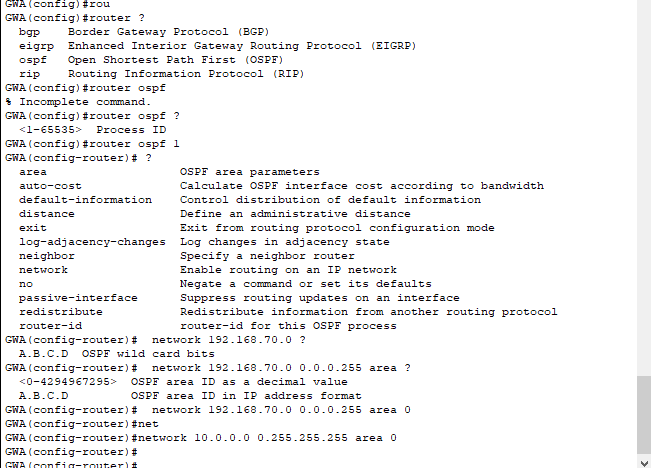 GWA(config)#rou
GWA(config)#router ?
  bgp    Border Gateway Protocol (BGP)
  eigrp  Enhanced Interior Gateway Routing Protocol (EIGRP)
  ospf   Open Shortest Path First (OSPF)
  rip    Routing Information Protocol (RIP)
GWA(config)#router ospf
% Incomplete command.
GWA(config)#router ospf ?
  <1-65535>  Process ID
GWA(config)#router ospf 1
GWA(config-router)# ?
  area                   OSPF area parameters
  auto-cost              Calculate OSPF interface cost according to bandwidth
  default-information    Control distribution of default information
  distance               Define an administrative distance
  exit                   Exit from routing protocol configuration mode
  log-adjacency-changes  Log changes in adjacency state
  neighbor               Specify a neighbor router
  network                Enable routing on an IP network
  no                     Negate a command or set its defaults
  passive-interface      Suppress routing updates on an interface
  redistribute           Redistribute information from another routing protocol
  router-id              router-id for this OSPF process
GWA(config-router)#  network 192.168.70.0 ?
  A.B.C.D  OSPF wild card bits
GWA(config-router)#  network 192.168.70.0 0.0.0.255 area ?
  <0-4294967295>  OSPF area ID as a decimal value
  A.B.C.D         OSPF area ID in IP address format
GWA(config-router)#  network 192.168.70.0 0.0.0.255 area 0
GWA(config-router)#net
GWA(config-router)#network 10.0.0.0 0.255.255.255 area 0
GWA(config-router)#
GWA(config-router)#